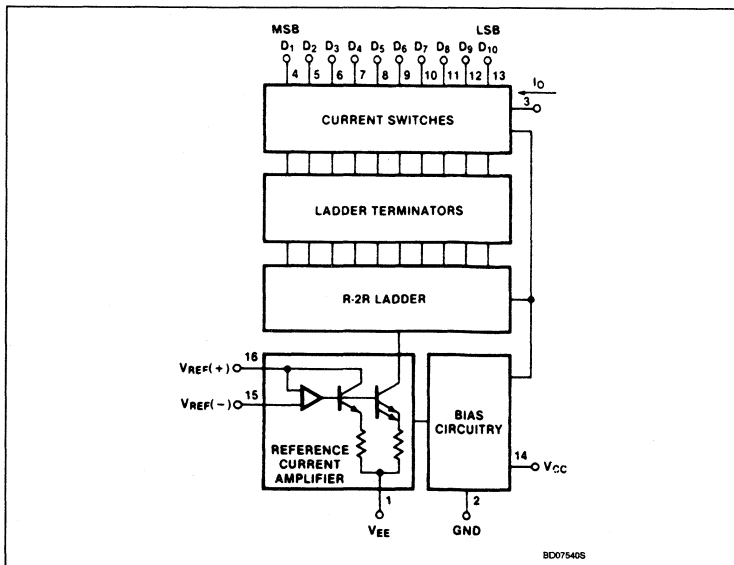 MSB LSB
D1 D2 D3 D4 D5 D6 D7 D8 D9 D10
4 5 6 7 8 9 10 11 12 13
IO
3
CURRENT SWITCHES
LADDER TERMINATORS
R-2R LADDER
16
VREF(+)
15
VREF(-)
REFERENCE
CURRENT
AMPLIFIER
BIAS
CIRCUITRY
14
VCC
1
2
VEE
GND
BD07540S